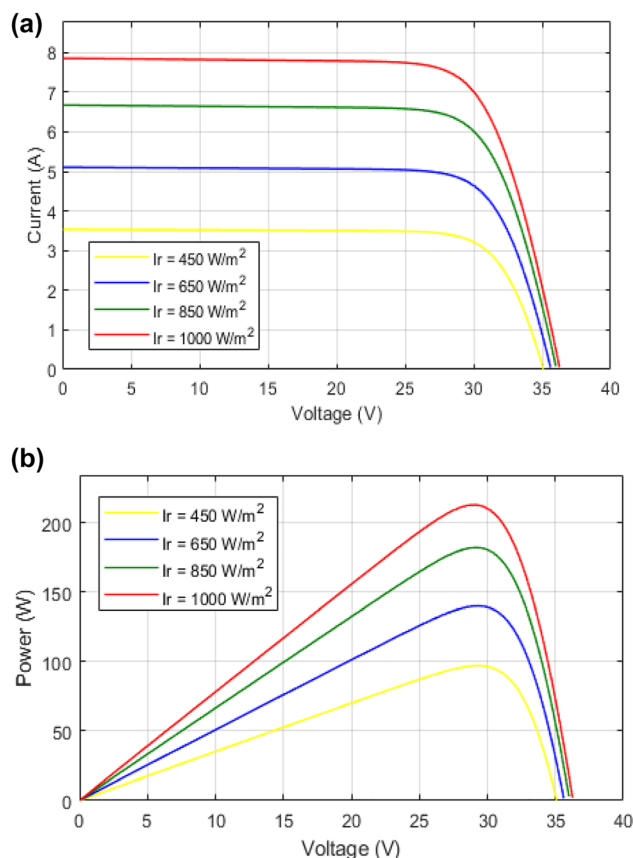 (a)
8
7
6
5
4
3
2
1
0
Current (A)
Ir = 450 W/m²
Ir = 650 W/m²
Ir = 850 W/m²
Ir = 1000 W/m²
0 5 10 15 20 25 30 35 40
Voltage (V)
(b)
200
150
100
50
0
Power (W)
Ir = 450 W/m²
Ir = 650 W/m²
Ir = 850 W/m²
Ir = 1000 W/m²
0 5 10 15 20 25 30 35 40
Voltage (V)